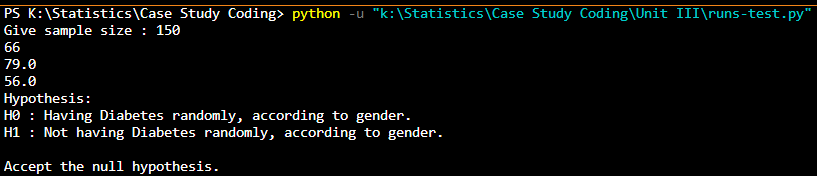 PS K:\Statistics\Case Study Coding> python -u "k:\Statistics\Case Study Coding\Unit III\runs-test.py"
Give sample size : 150
66
79.0
56.0
Hypothesis:
H0 : Having Diabetes randomly, according to gender.
H1 : Not having Diabetes randomly, according to gender.
Accept the null hypothesis.